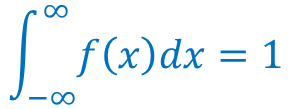 ∫_{-∞}^{∞} f(x)dx = 1